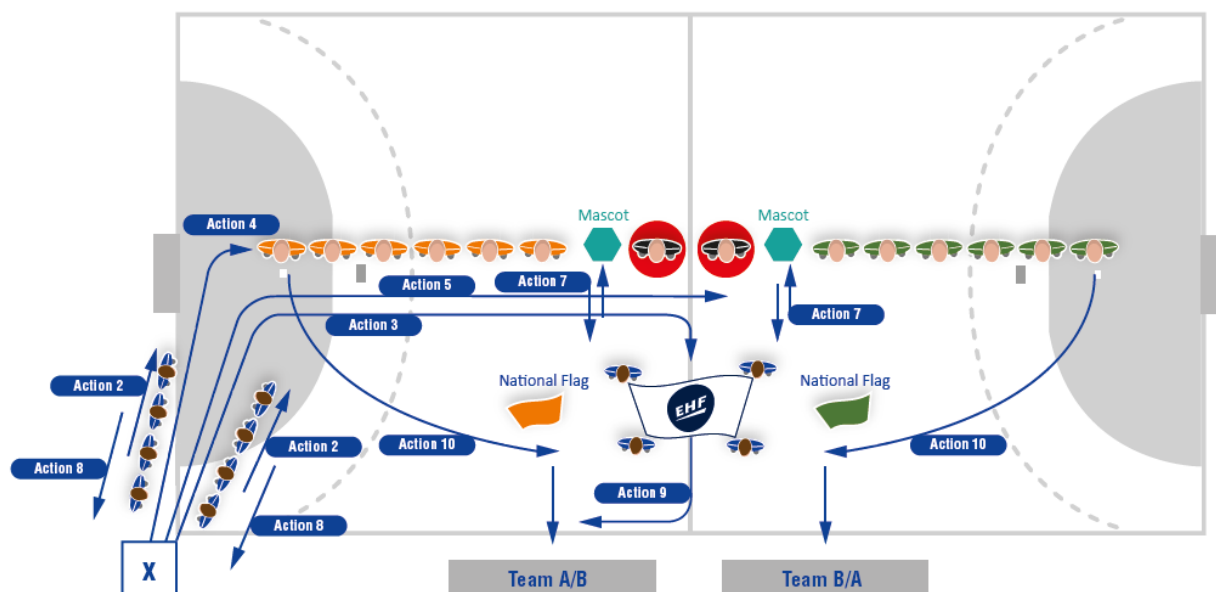 Mascot
Mascot
Action 4
Action 5
Action 7
Action 3
Action 7
Action 2
National Flag
National Flag
EHF
Action 2
Action 10
Action 10
Action 8
Action 9
Action 8
X
Team A/B
Team B/A